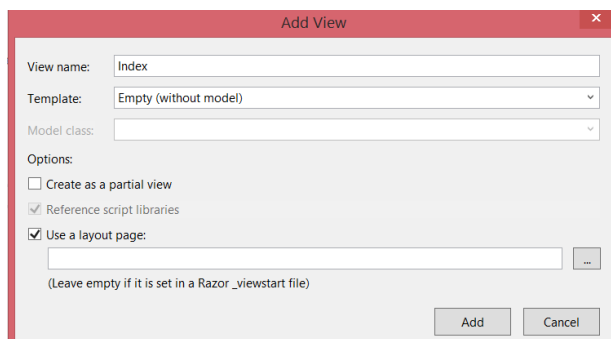 Add View
View name: Index
Template: Empty (without model)
Model class:
Options:
Create as a partial view
Reference script libraries
Use a layout page:
...
(Leave empty if it is set in a Razor _viewstart file)
Add Cancel